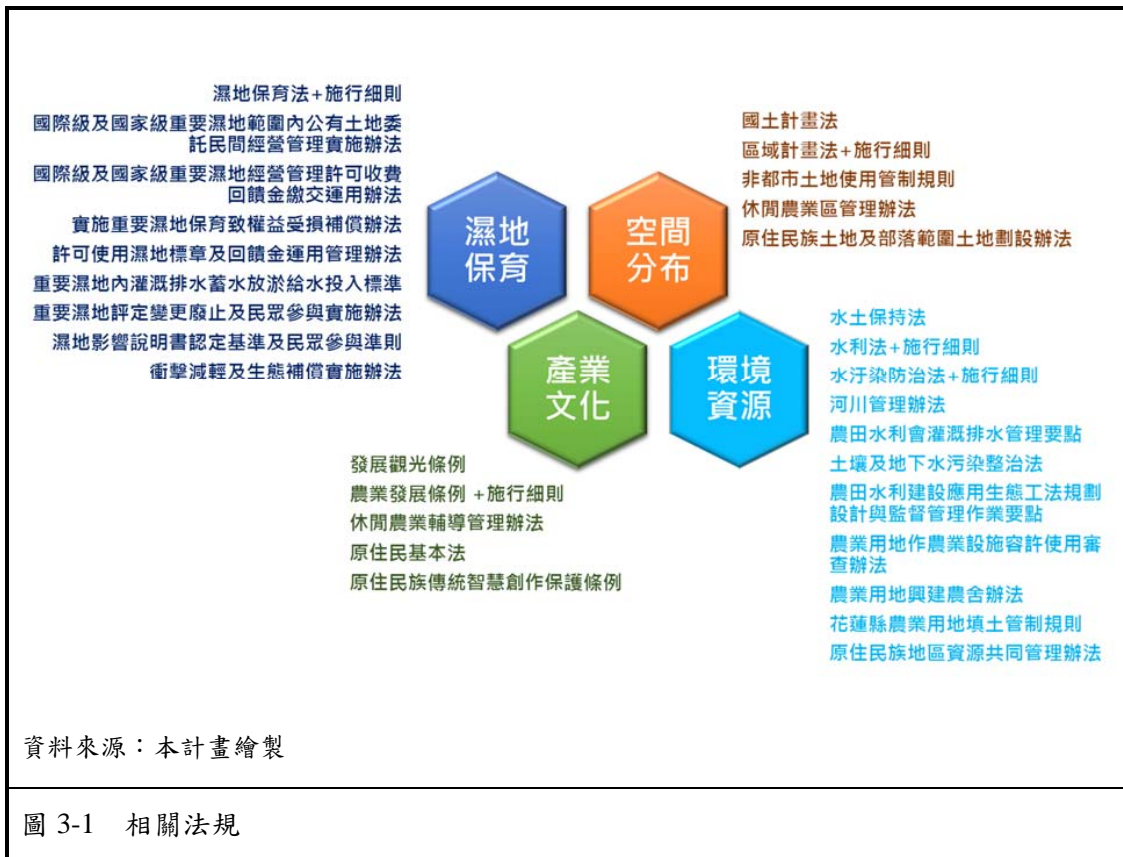 濕地保育法+施行細則
國際級及國家級重要濕地範圍內公有土地委
託民間經營管理實施辦法
國際級及國家級重要濕地經營管理許可收費
回饋金繳交運用辦法
實施重要濕地保育致權益受損補償辦法
許可使用濕地標章及回饋金運用管理辦法
重要濕地內灌溉排水蓄水放淤給水投入標準
重要濕地評定變更廢止及民眾參與實施辦法
濕地影響說明書認定基準及民眾參與準則
衝擊減輕及生態補償實施辦法
濕地
保育
空間
分布
國土計畫法
區域計畫法+施行細則
非都市土地使用管制規則
休閒農業區管理辦法
原住民族土地及部落範圍土地劃設辦法
產業
文化
發展觀光條例
農業發展條例 +施行細則
休閒農業輔導管理辦法
原住民基本法
原住民族傳統智慧創作保護條例
環境
資源
水土保持法
水利法+施行細則
水汙染防治法+施行細則
河川管理辦法
農田水利會灌溉排水管理要點
土壤及地下水污染整治法
農田水利建設應用生態工法規劃
設計與監督管理作業要點
農業用地作農業設施容許使用審
查辦法
農業用地興建農舍辦法
花蓮縣農業用地填土管制規則
原住民族地區資源共同管理辦法
資料來源：本計畫繪製
圖 3-1 相關法規